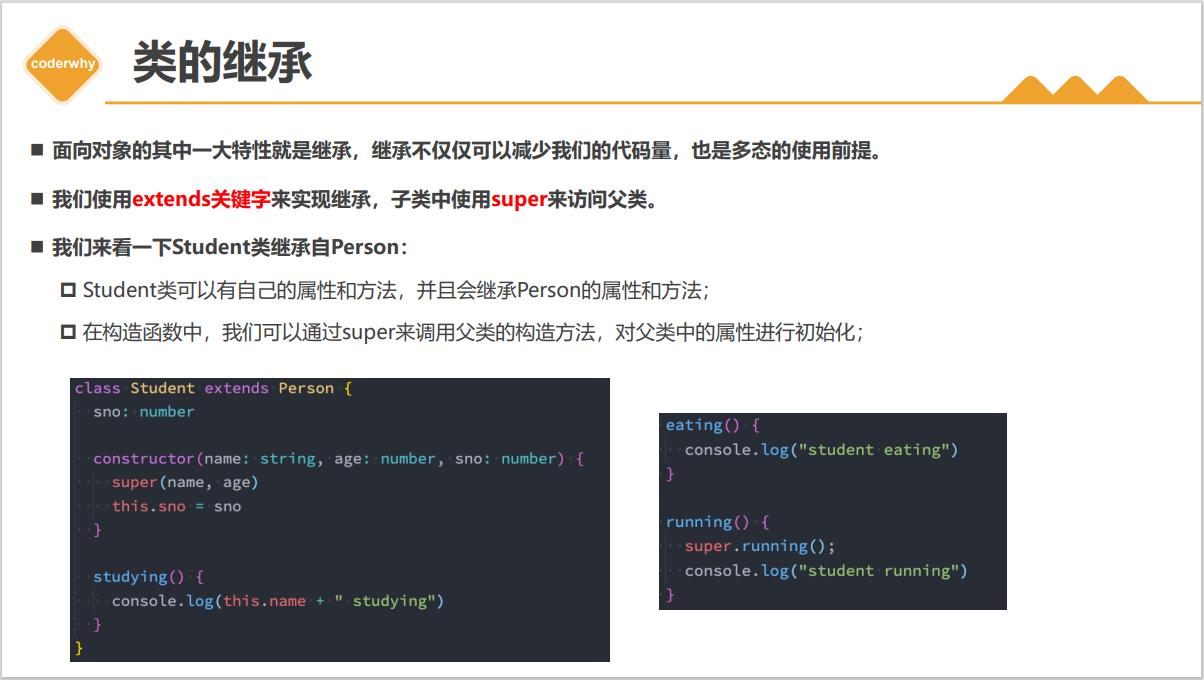 coderwhy
类的继承
面向对象的其中一大特性就是继承，继承不仅仅可以减少我们的代码量，也是多态的使用前提。
我们使用extends关键字来实现继承，子类中使用super来访问父类。
我们来看一下Student类继承自Person：
Student类可以有自己的属性和方法，并且会继承Person的属性和方法；
在构造函数中，我们可以通过super来调用父类的构造方法，对父类中的属性进行初始化；
class Student extends Person {
  sno: number

  constructor(name: string, age: number, sno: number) {
    super(name, age)
    this.sno = sno
  }

  studying() {
    console.log(this.name + " studying")
  }
}
eating() {
  console.log("student eating")
}

running() {
  super.running();
  console.log("student running")
}